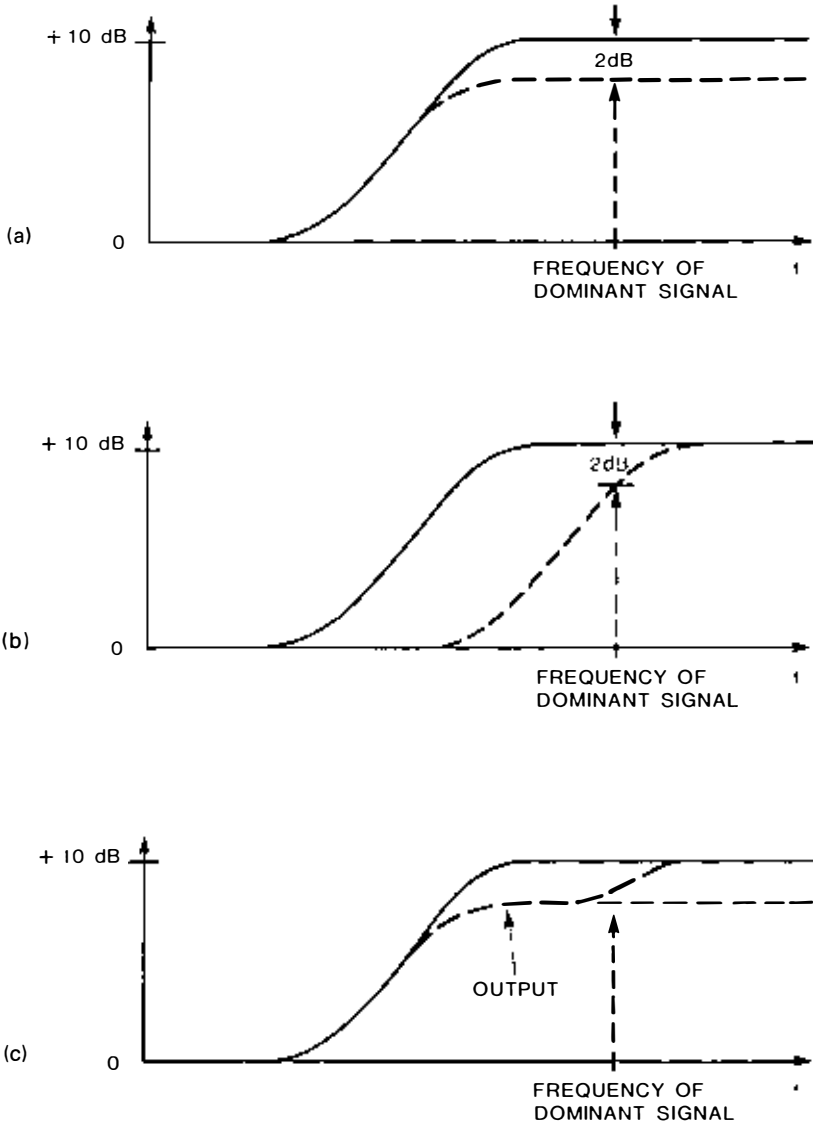 + 10 dB
2dB
(a)
0
FREQUENCY OF
DOMINANT SIGNAL
+ 10 dB
2dB
(b)
0
FREQUENCY OF
DOMINANT SIGNAL
+ 10 dB
OUTPUT
(c)
0
FREQUENCY OF
DOMINANT SIGNAL